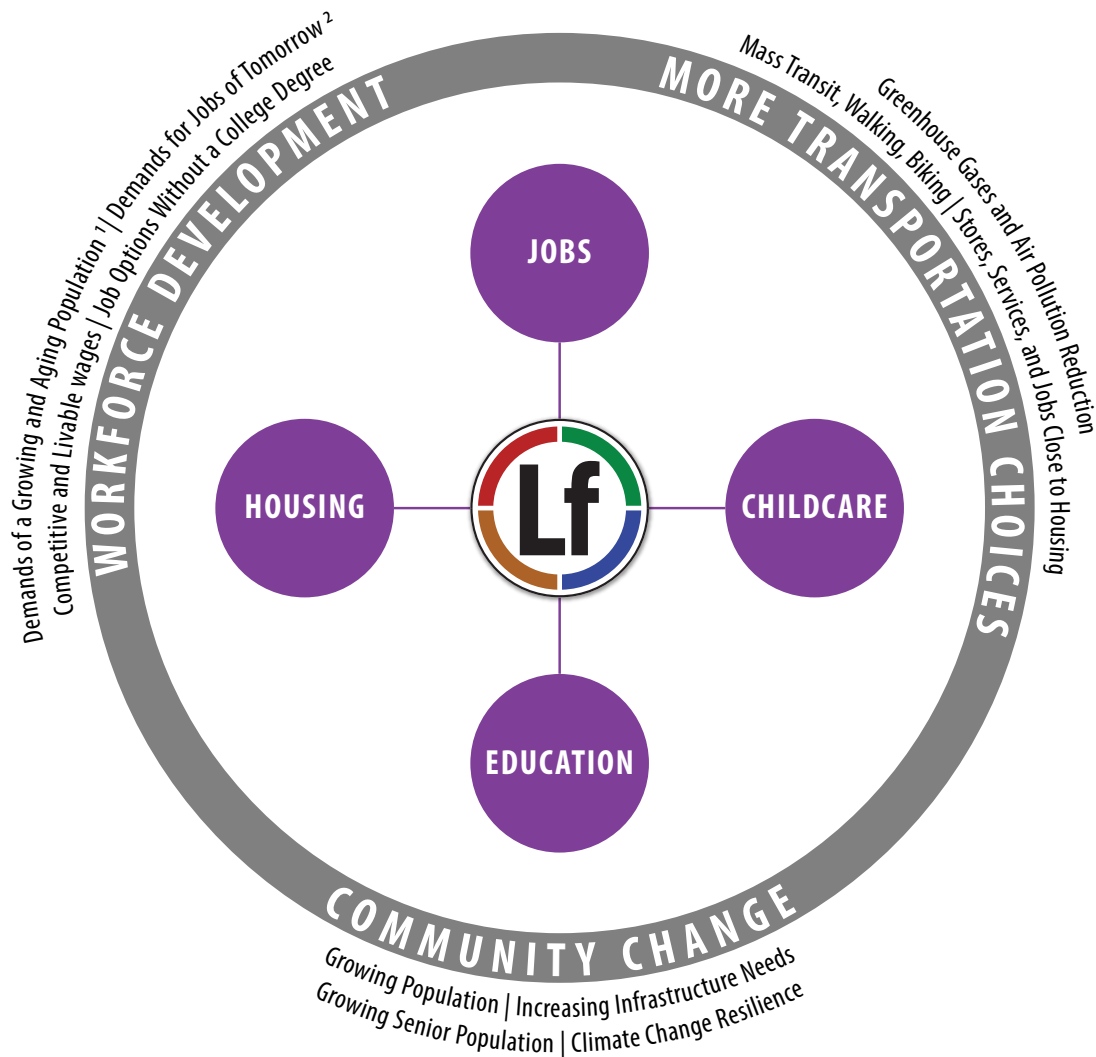 Demands of a Growing and Aging Population ¹ | Demands for Jobs of Tomorrow ²
Competitive and Livable wages | Job Options Without a College Degree
WORKFORCE DEVELOPMENT
Greenhouse Gases and Air Pollution Reduction
Mass Transit, Walking, Biking | Stores, Services, and Jobs Close to Housing
MORE TRANSPORTATION CHOICES
JOBS
HOUSING
Lf
CHILDCARE
EDUCATION
COMMUNITY CHANGE
Growing Population | Increasing Infrastructure Needs
Growing Senior Population | Climate Change Resilience